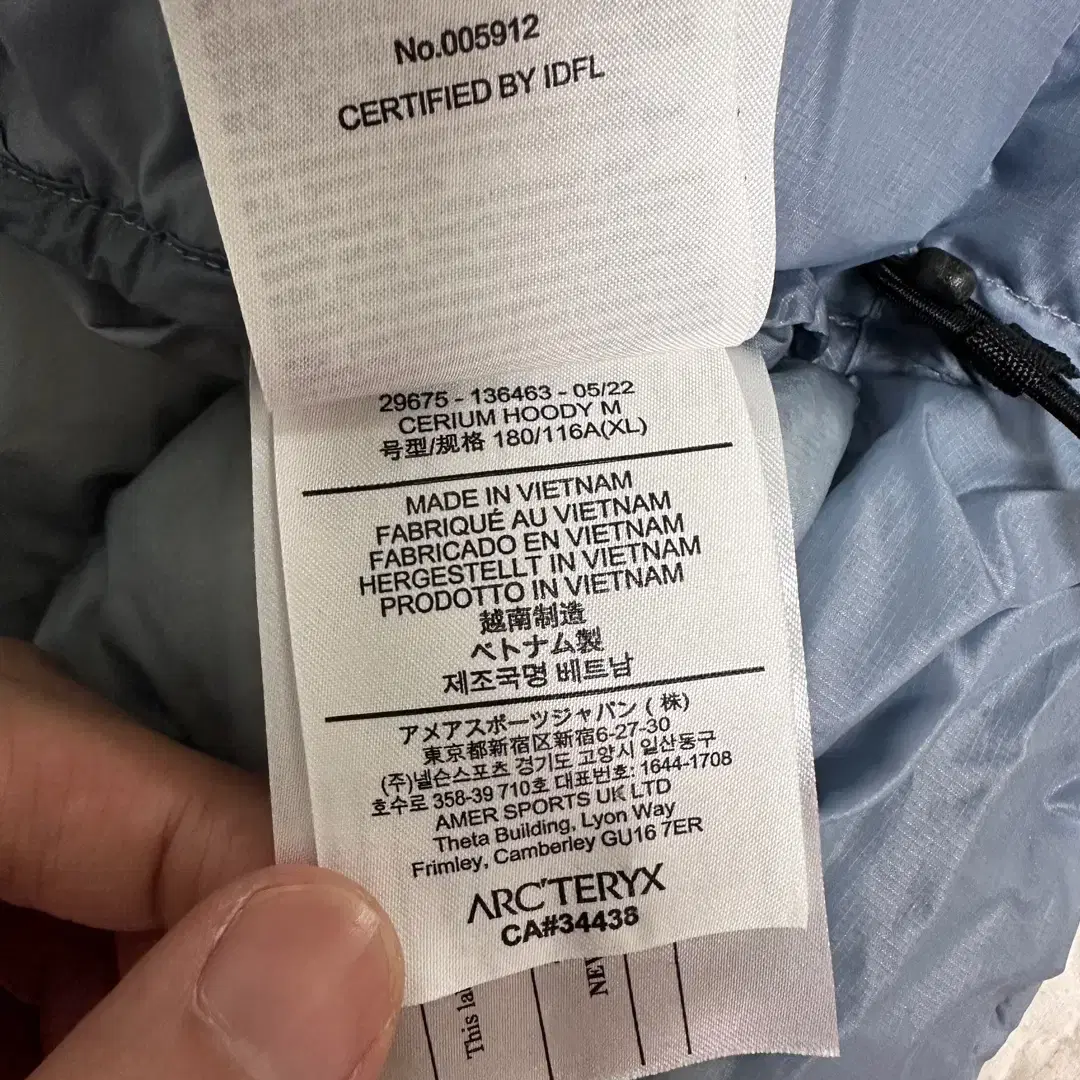 No.005912
CERTIFIED BY IDFL
29675 - 136463 - 05/22
CERIUM HOODY M
号型/规格 180/116A(XL)
MADE IN VIETNAM
FABRIQUÉ AU VIETNAM
FABRICADO EN VIETNAM
HERGESTELLT IN VIETNAM
PRODOTTO IN VIETNAM
越南制造
ベトナム製
제조국명 베트남
アメアスポーツジャパン (株)
東京都新宿区新宿6-27-30
(주)넬슨스포츠 경기도 고양시 일산동구
호수로 358-39 710호 대표번호: 1644-1708
AMER SPORTS UK LTD
Theta Building, Lyon Way
Frimley, Camberley GU16 7ER
ARC'TERYX
CA#34438
This